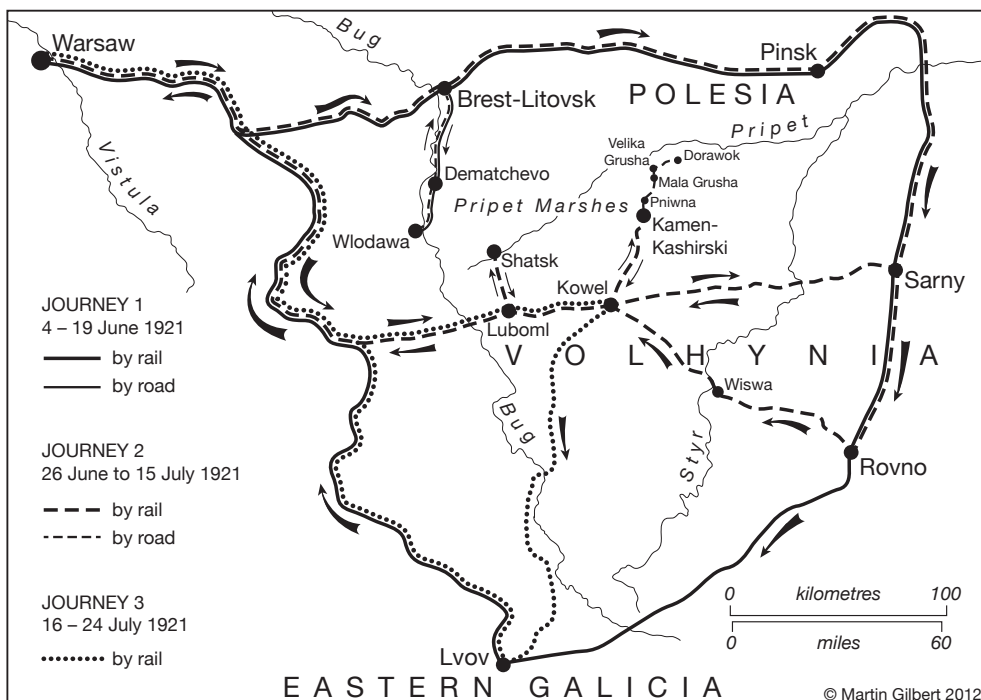 Warsaw
Bug
Pinsk
Brest-Litovsk
POLESIA
Pripet
Velika
Grusha
Dorawok
Vistula
Dematchevo
Mala Grusha
Pripet Marshes
Pniwna
Kamen-
Kashirski
Wlodawa
Shatsk
Kowel
Sarny
JOURNEY 1
4 – 19 June 1921
by rail
by road
Luboml
VOLHYNIA
Wiswa
Bug
Styr
Rovno
JOURNEY 2
26 June to 15 July 1921
by rail
by road
JOURNEY 3
16 – 24 July 1921
by rail
0 kilometres 100
0 miles 60
Lvov
EASTERN GALICIA
© Martin Gilbert 2012